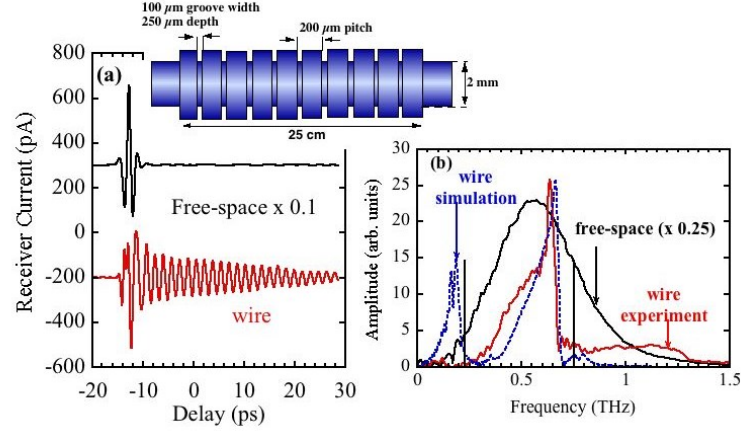 100 µm groove width
250 µm depth
200 µm pitch
2 mm
25 cm
(a)
800
600
400
200
0
-200
-400
-600
Receiver Current (pA)
Free-space x 0.1
wire
-20 -10 0 10 20 30
Delay (ps)
(b)
30
25
20
15
10
5
0
Amplitude (arb. units)
wire
simulation
free-space (x 0.25)
wire
experiment
0 0.5 1 1.5
Frequency (THz)